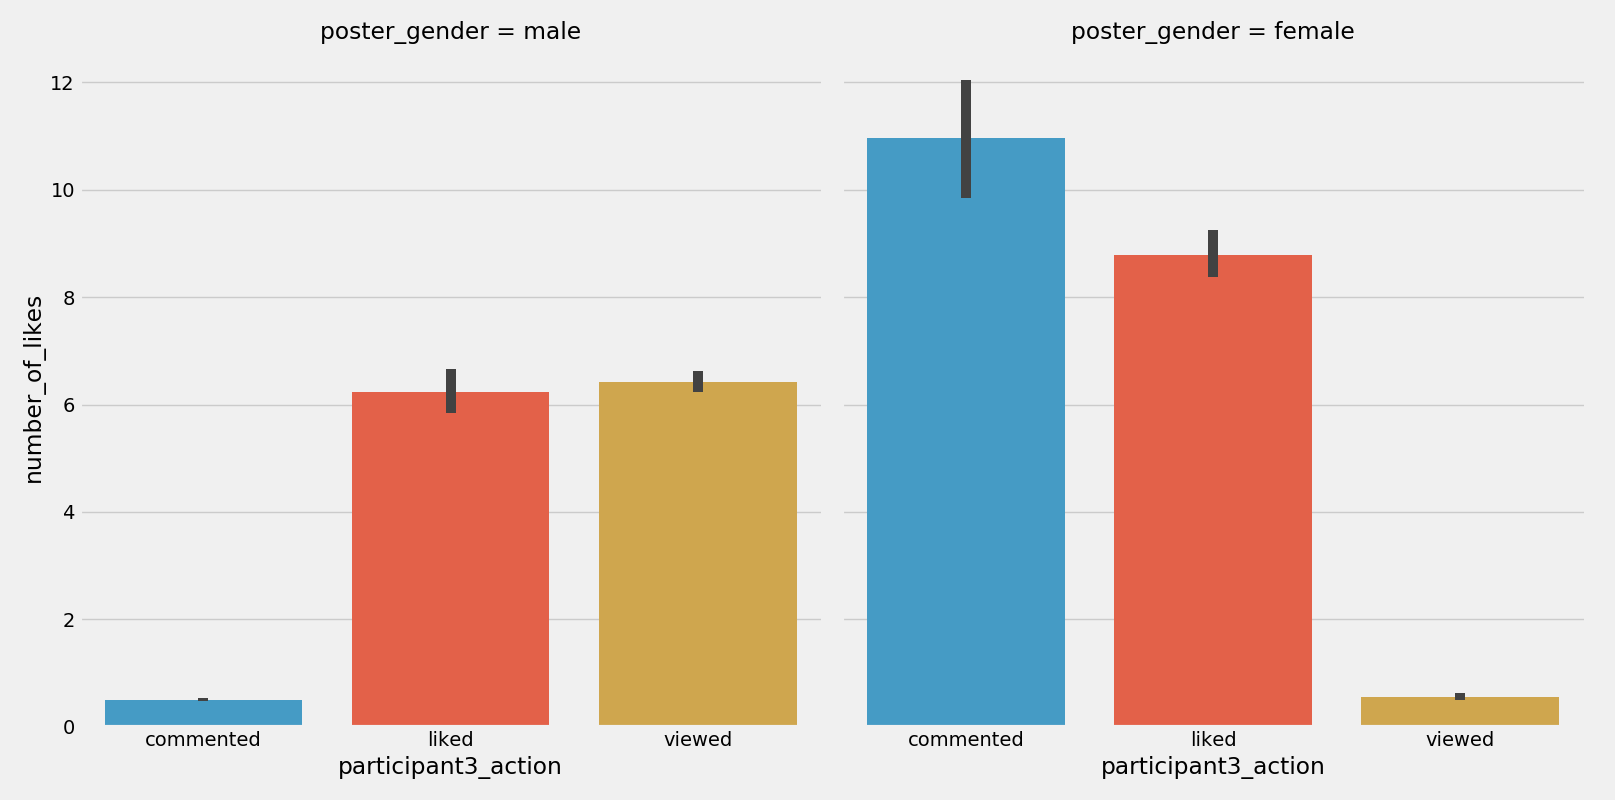 poster_gender = male
poster_gender = female
number_of_likes
12
10
8
6
4
2
0
commented liked viewed
commented liked viewed
participant3_action
participant3_action